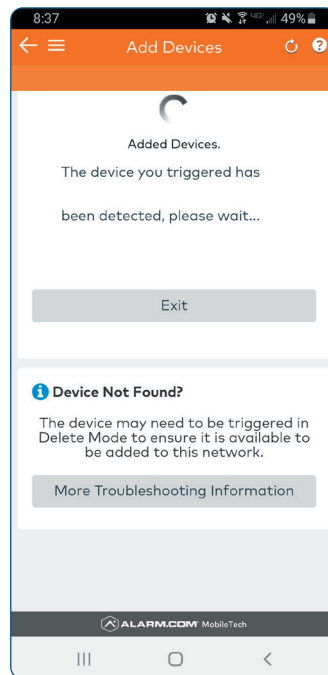 8:37
4G 49%
Add Devices
?
Added Devices.
The device you triggered has
been detected, please wait...
Exit
i Device Not Found?
The device may need to be triggered in
Delete Mode to ensure it is available to
be added to this network.
More Troubleshooting Information
ALARM.COM MobileTech